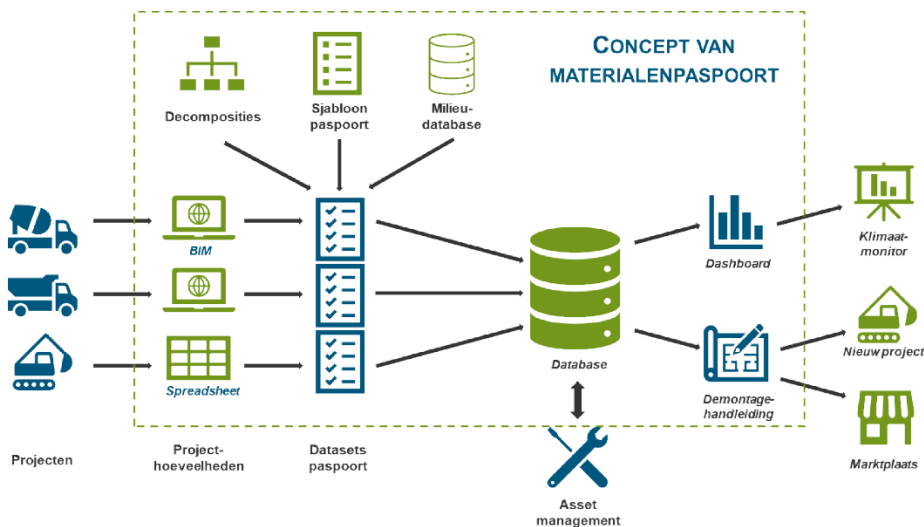 CONCEPT VAN
MATERIALENPASPOORT
Decomposities
Sjabloon
paspoort
Milieu-
database
BIM
Spreadsheet
Database
Dashboard
Demontage-
handleiding
Klimaat-
monitor
Nieuw project
Marktplaats
Projecten
Project-
hoeveelheden
Datasets
paspoort
Asset
management